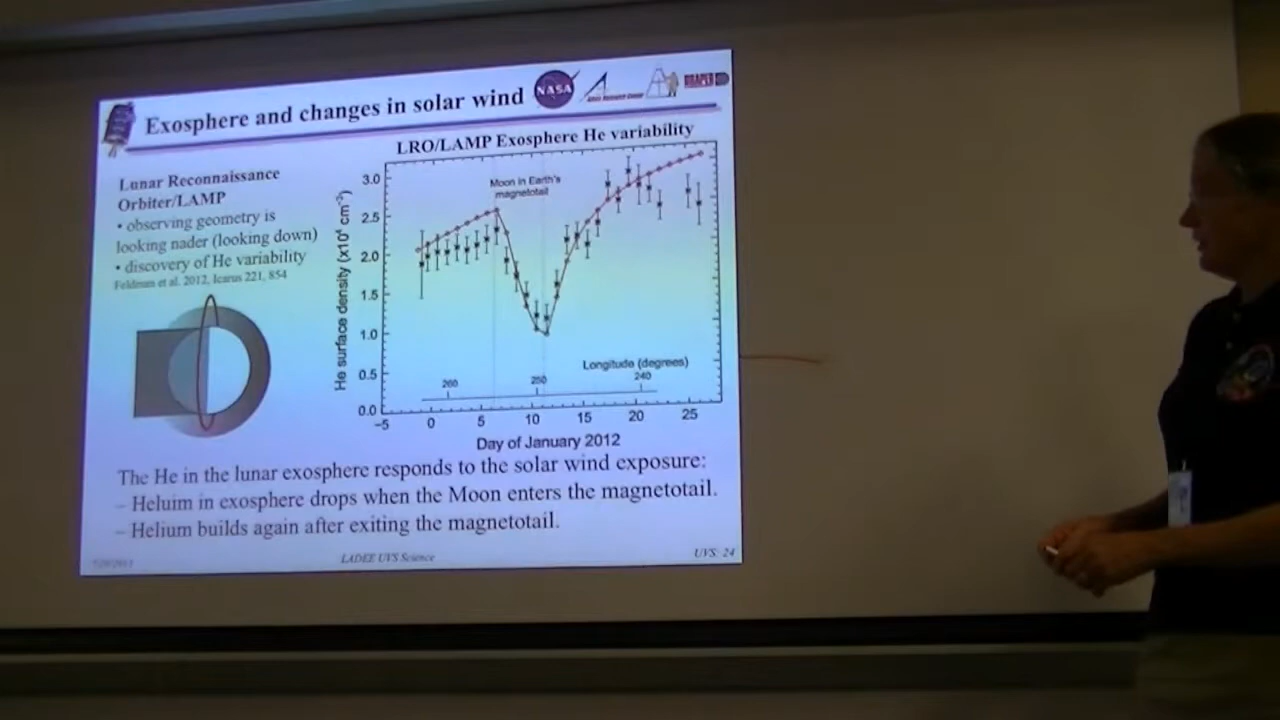 Exosphere and changes in solar wind
NASA
DRAPER
LRO/LAMP Exosphere He variability
Lunar Reconnaissance
Orbiter/LAMP
• observing geometry is
looking nader (looking down)
• discovery of He variability
Feldman et al. 2012, Icarus 221, 854
He surface density (x10⁴ cm⁻³)
3.0
2.5
2.0
1.5
1.0
0.5
0.0
Moon in Earth's
magnetotail
Longitude (degrees)
260 250 240
−5 0 5 10 15 20 25
Day of January 2012
The He in the lunar exosphere responds to the solar wind exposure:
– Heluim in exosphere drops when the Moon enters the magnetotail.
– Helium builds again after exiting the magnetotail.
LADEE UVS Science
UVS: 24